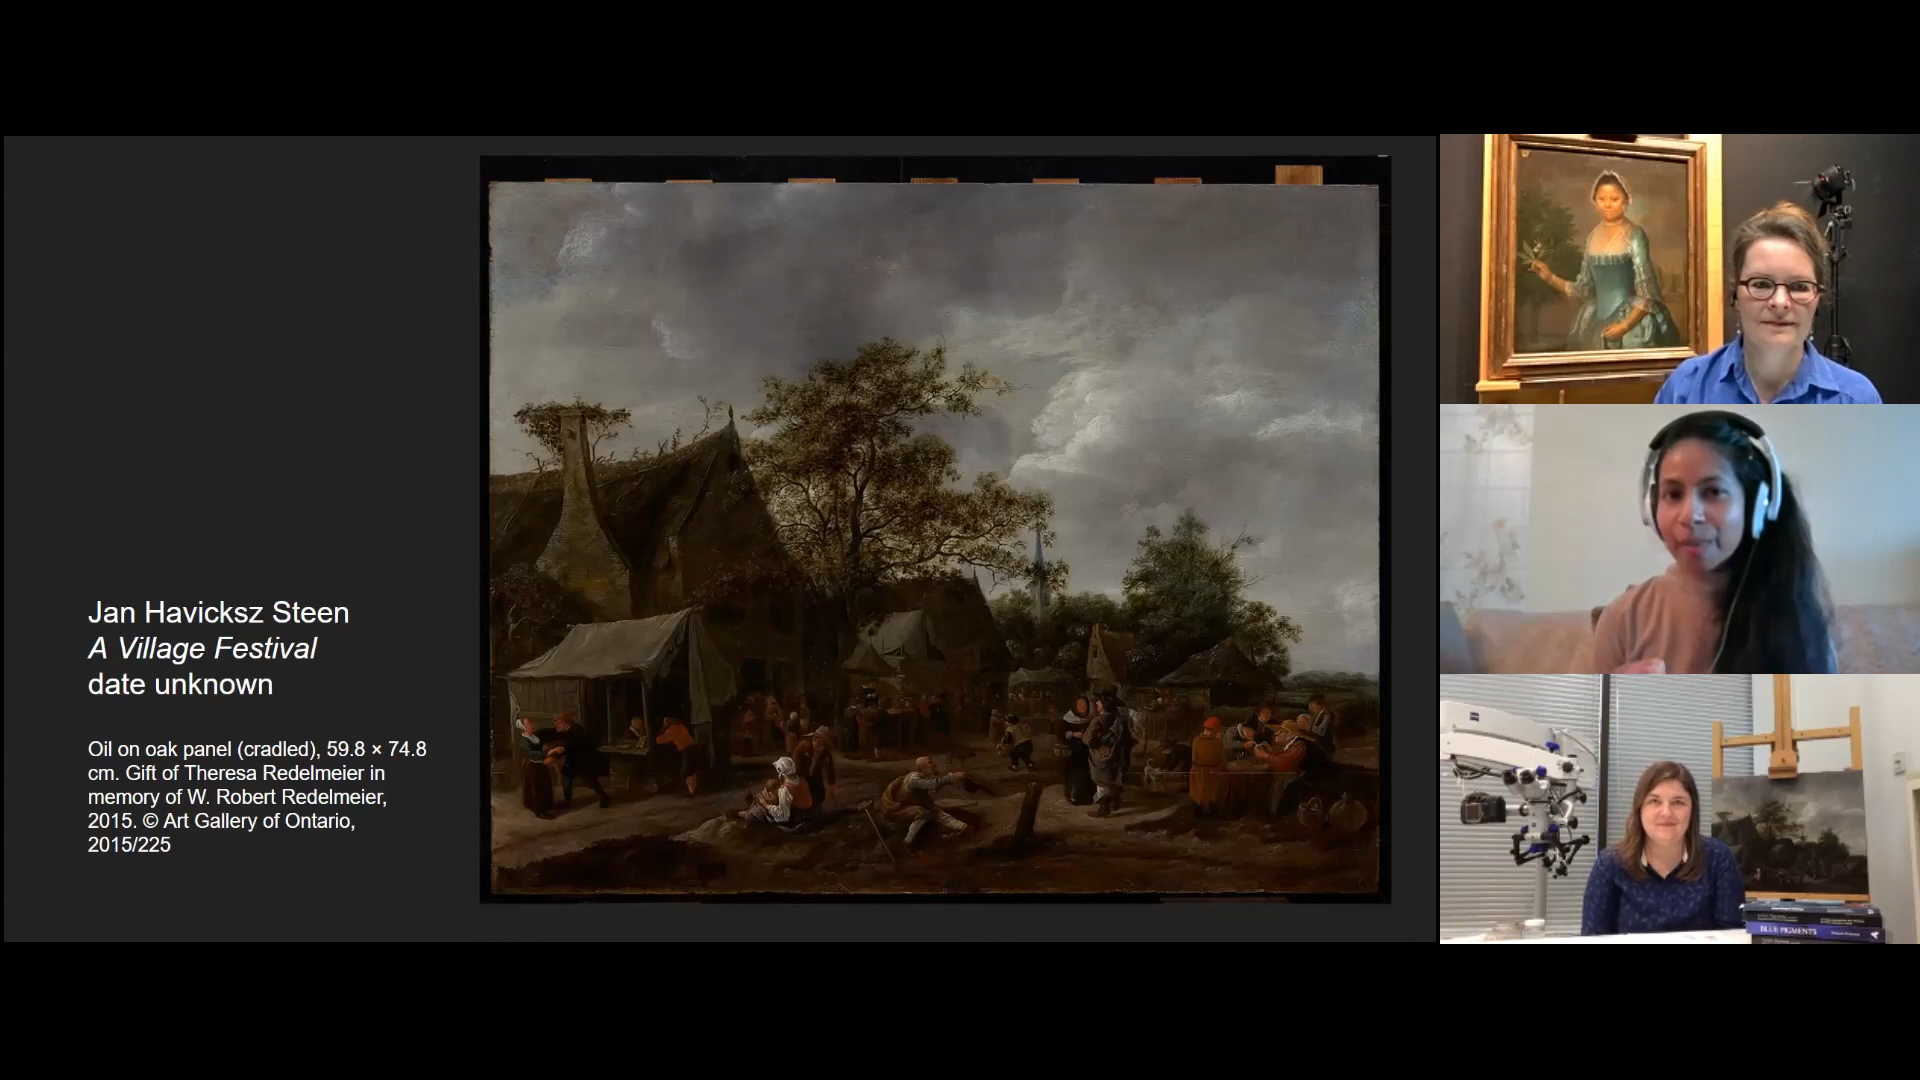 Jan Havicksz Steen
A Village Festival
date unknown
Oil on oak panel (cradled), 59.8 × 74.8
cm. Gift of Theresa Redelmeier in
memory of W. Robert Redelmeier,
2015. © Art Gallery of Ontario,
2015/225
BLUE PIGMENTS